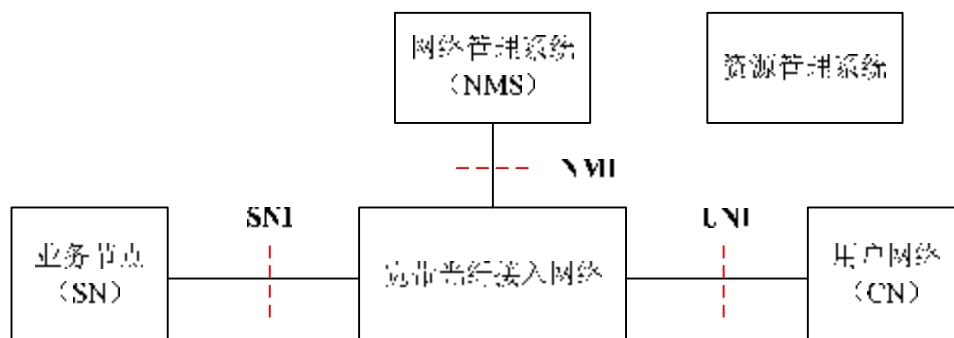 网络管理系统
（NMS）
资源管理系统
NMI
SNI
UNI
业务节点
（SN）
宽带光纤接入网络
用户网络
（CN）